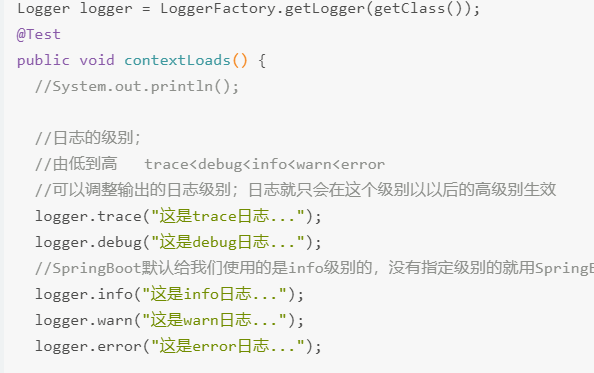 Logger logger = LoggerFactory.getLogger(getClass());
@Test
public void contextLoads() {
//System.out.println();
//日志的级别；
//由低到高   trace<debug<info<warn<error
//可以调整输出的日志级别；日志就只会在这个级别以以后的高级别生效
logger.trace("这是trace日志...");
logger.debug("这是debug日志...");
//SpringBoot默认给我们使用的是info级别的，没有指定级别的就用Spring
logger.info("这是info日志...");
logger.warn("这是warn日志...");
logger.error("这是error日志...");